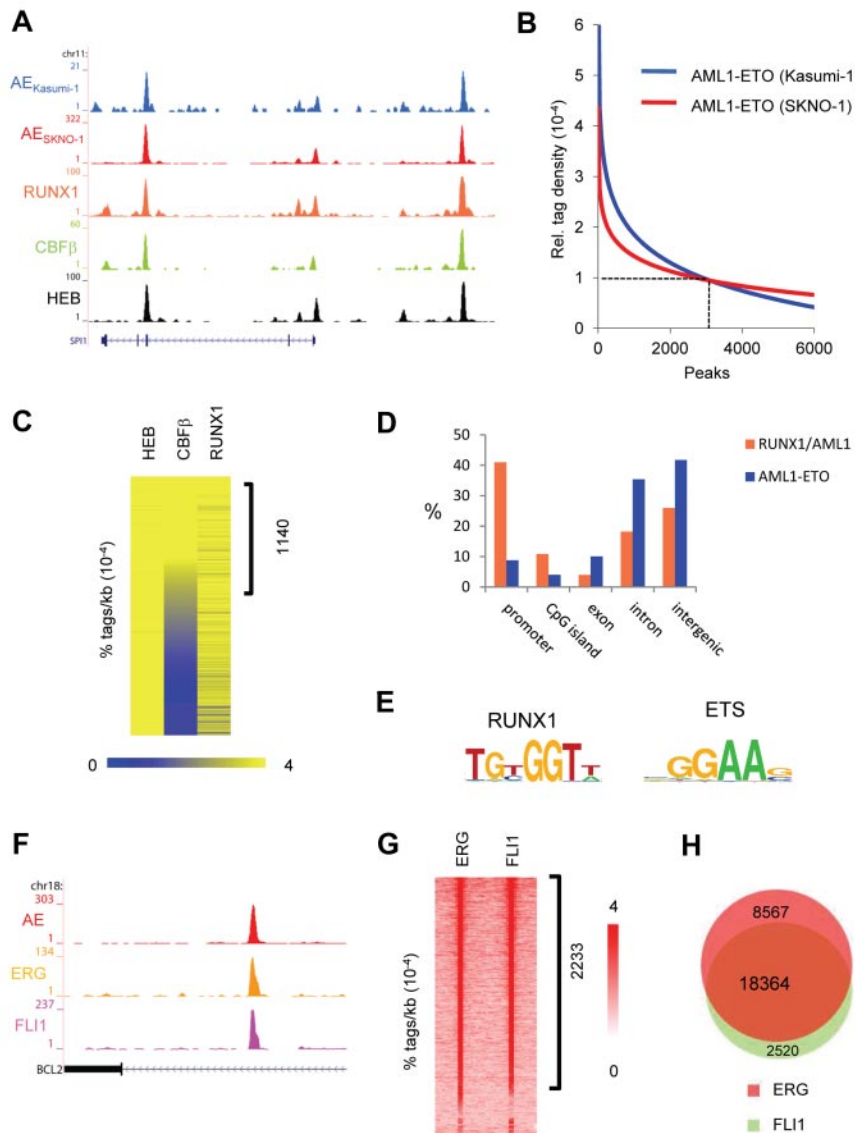 A
chr11:
21
AEKasumi-1
1
322
AESKNO-1
1
100
RUNX1
1
60
CBFβ
1
100
HEB
1
SPI1
B
Rel. tag density (10-4)
6
5
4
3
2
1
0
0 2000 4000 6000
Peaks
AML1-ETO (Kasumi-1
AML1-ETO (SKNO-1)
C
HEB CBFβ RUNX1
% tags/kb (10-4)
1140
0 4
D
%
50
40
30
20
10
0
promoter CpG island exon intron intergenic
RUNX1/AML1
AML1-ETO
E
RUNX1 ETS
TGTGGTT GGAAG
F
chr18:
303
AE
1
134
ERG
1
237
FLI1
1
BCL2
G
ERG FLI1
% tags/kb (10-4)
2233
4
0
H
8567
18364
2520
ERG
FLI1